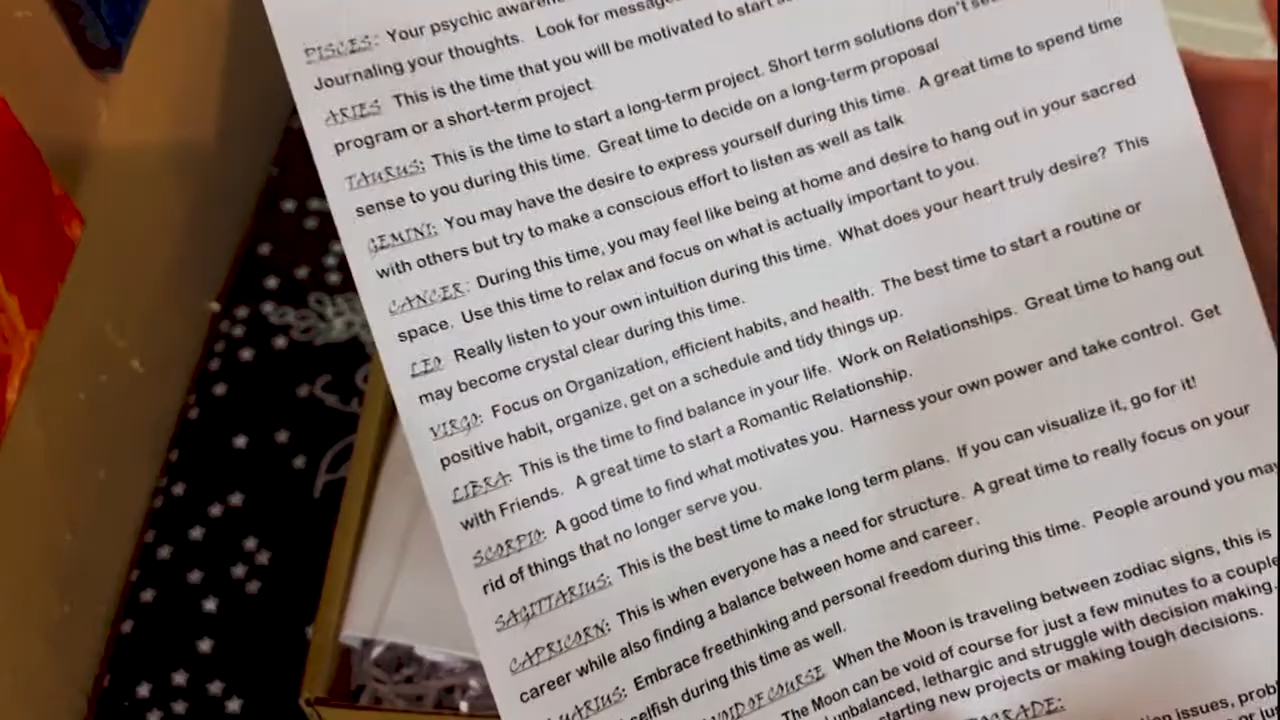 PISCES: Your psychic
Journaling your thoughts. Look for
ARIES This is the time that you will be motivated to start
program or a short-term project
TAURUS: This is the time to start a long-term project. Short term solutions don't
sense to you during this time. Great time to decide on a long-term proposal
GEMINI: You may have the desire to express yourself during this time. A great time to spend time
with others but try to make a conscious effort to listen as well as talk
CANCER: During this time, you may feel like being at home and desire to hang out in your sacred
space. Use this time to relax and focus on what is actually important to you.
LEO Really listen to your own intuition during this time. What does your heart truly desire? This
may become crystal clear during this time.
VIRGO: Focus on Organization, efficient habits, and health. The best time to start a routine or
positive habit, organize, get on a schedule and tidy things up.
LIBRA: This is the time to find balance in your life. Work on Relationships. Great time to hang out
with Friends. A great time to start a Romantic Relationship.
SCORPIO: A good time to find what motivates you. Harness your own power and take control. Get
rid of things that no longer serve you.
SAGITTARIUS: This is the best time to make long term plans. If you can visualize it, go for it!
CAPRICORN: This is when everyone has a need for structure. A great time to really focus on your
career while also finding a balance between home and career.
Embrace freethinking and personal freedom during this time. People around you may
selfish during this time as well.
VOID OF COURSE When the Moon is traveling between zodiac signs, this is
The Moon can be void of course for just a few minutes to a couple
unbalanced, lethargic and struggle with decision making.
starting new projects or making tough decisions.
issues,